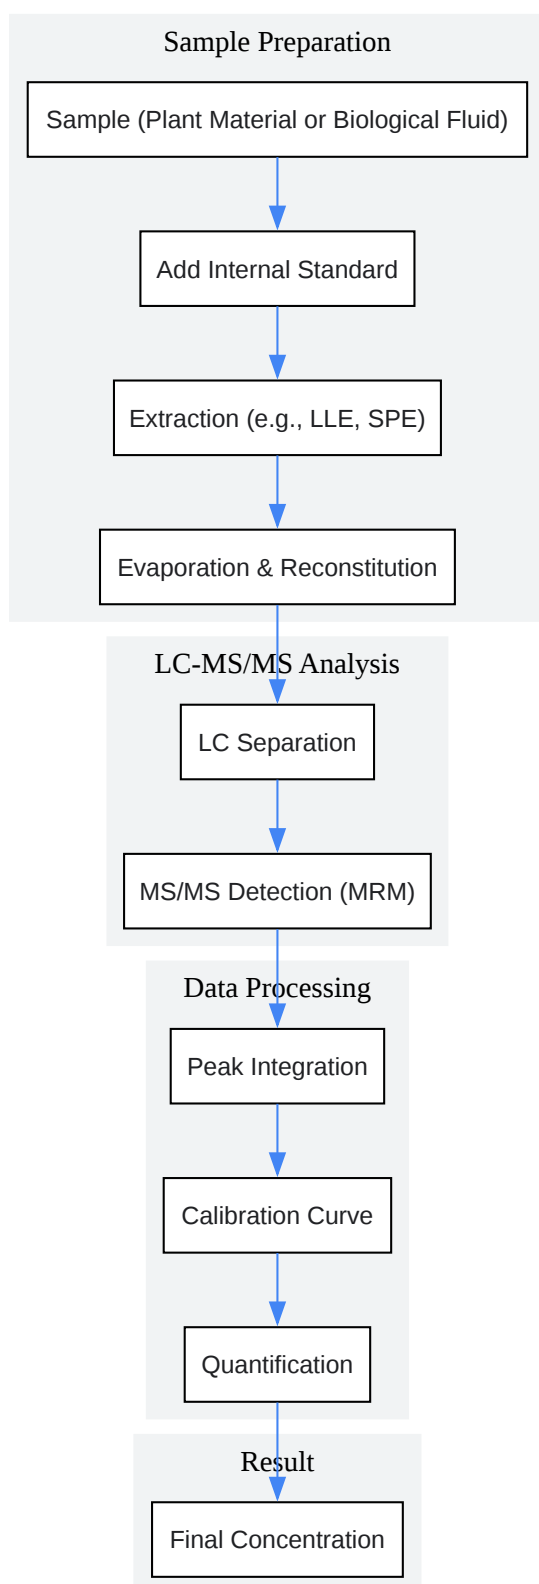 Sample Preparation
Sample (Plant Material or Biological Fluid)
Add Internal Standard
Extraction (e.g., LLE, SPE)
Evaporation & Reconstitution
LC-MS/MS Analysis
LC Separation
MS/MS Detection (MRM)
Data Processing
Peak Integration
Calibration Curve
Quantification
Result
Final Concentration